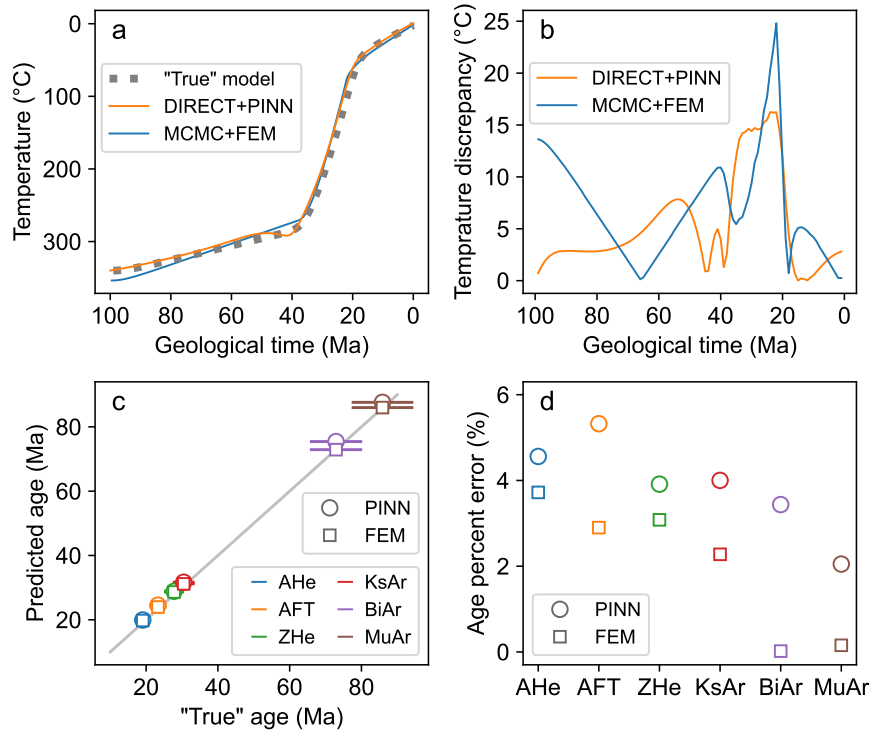 a
0
100
200
300
Temperature (°C)
"True" model
DIRECT+PINN
MCMC+FEM
100 80 60 40 20 0
Geological time (Ma)
b
25
20
15
10
5
0
Temprature discrepancy (°C)
DIRECT+PINN
MCMC+FEM
100 80 60 40 20 0
Geological time (Ma)
c
80
60
40
20
Predicted age (Ma)
PINN
FEM
AHe KsAr
AFT BiAr
ZHe MuAr
20 40 60 80
"True" age (Ma)
d
6
4
2
0
Age percent error (%)
PINN
FEM
AHe AFT ZHe KsAr BiAr MuAr